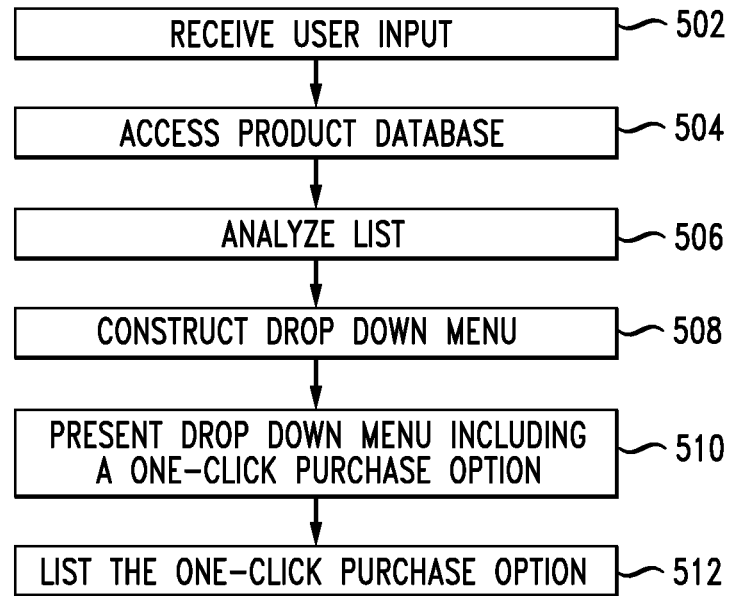 RECEIVE USER INPUT 502
ACCESS PRODUCT DATABASE 504
ANALYZE LIST 506
CONSTRUCT DROP DOWN MENU 508
PRESENT DROP DOWN MENU INCLUDING
A ONE-CLICK PURCHASE OPTION 510
LIST THE ONE-CLICK PURCHASE OPTION 512